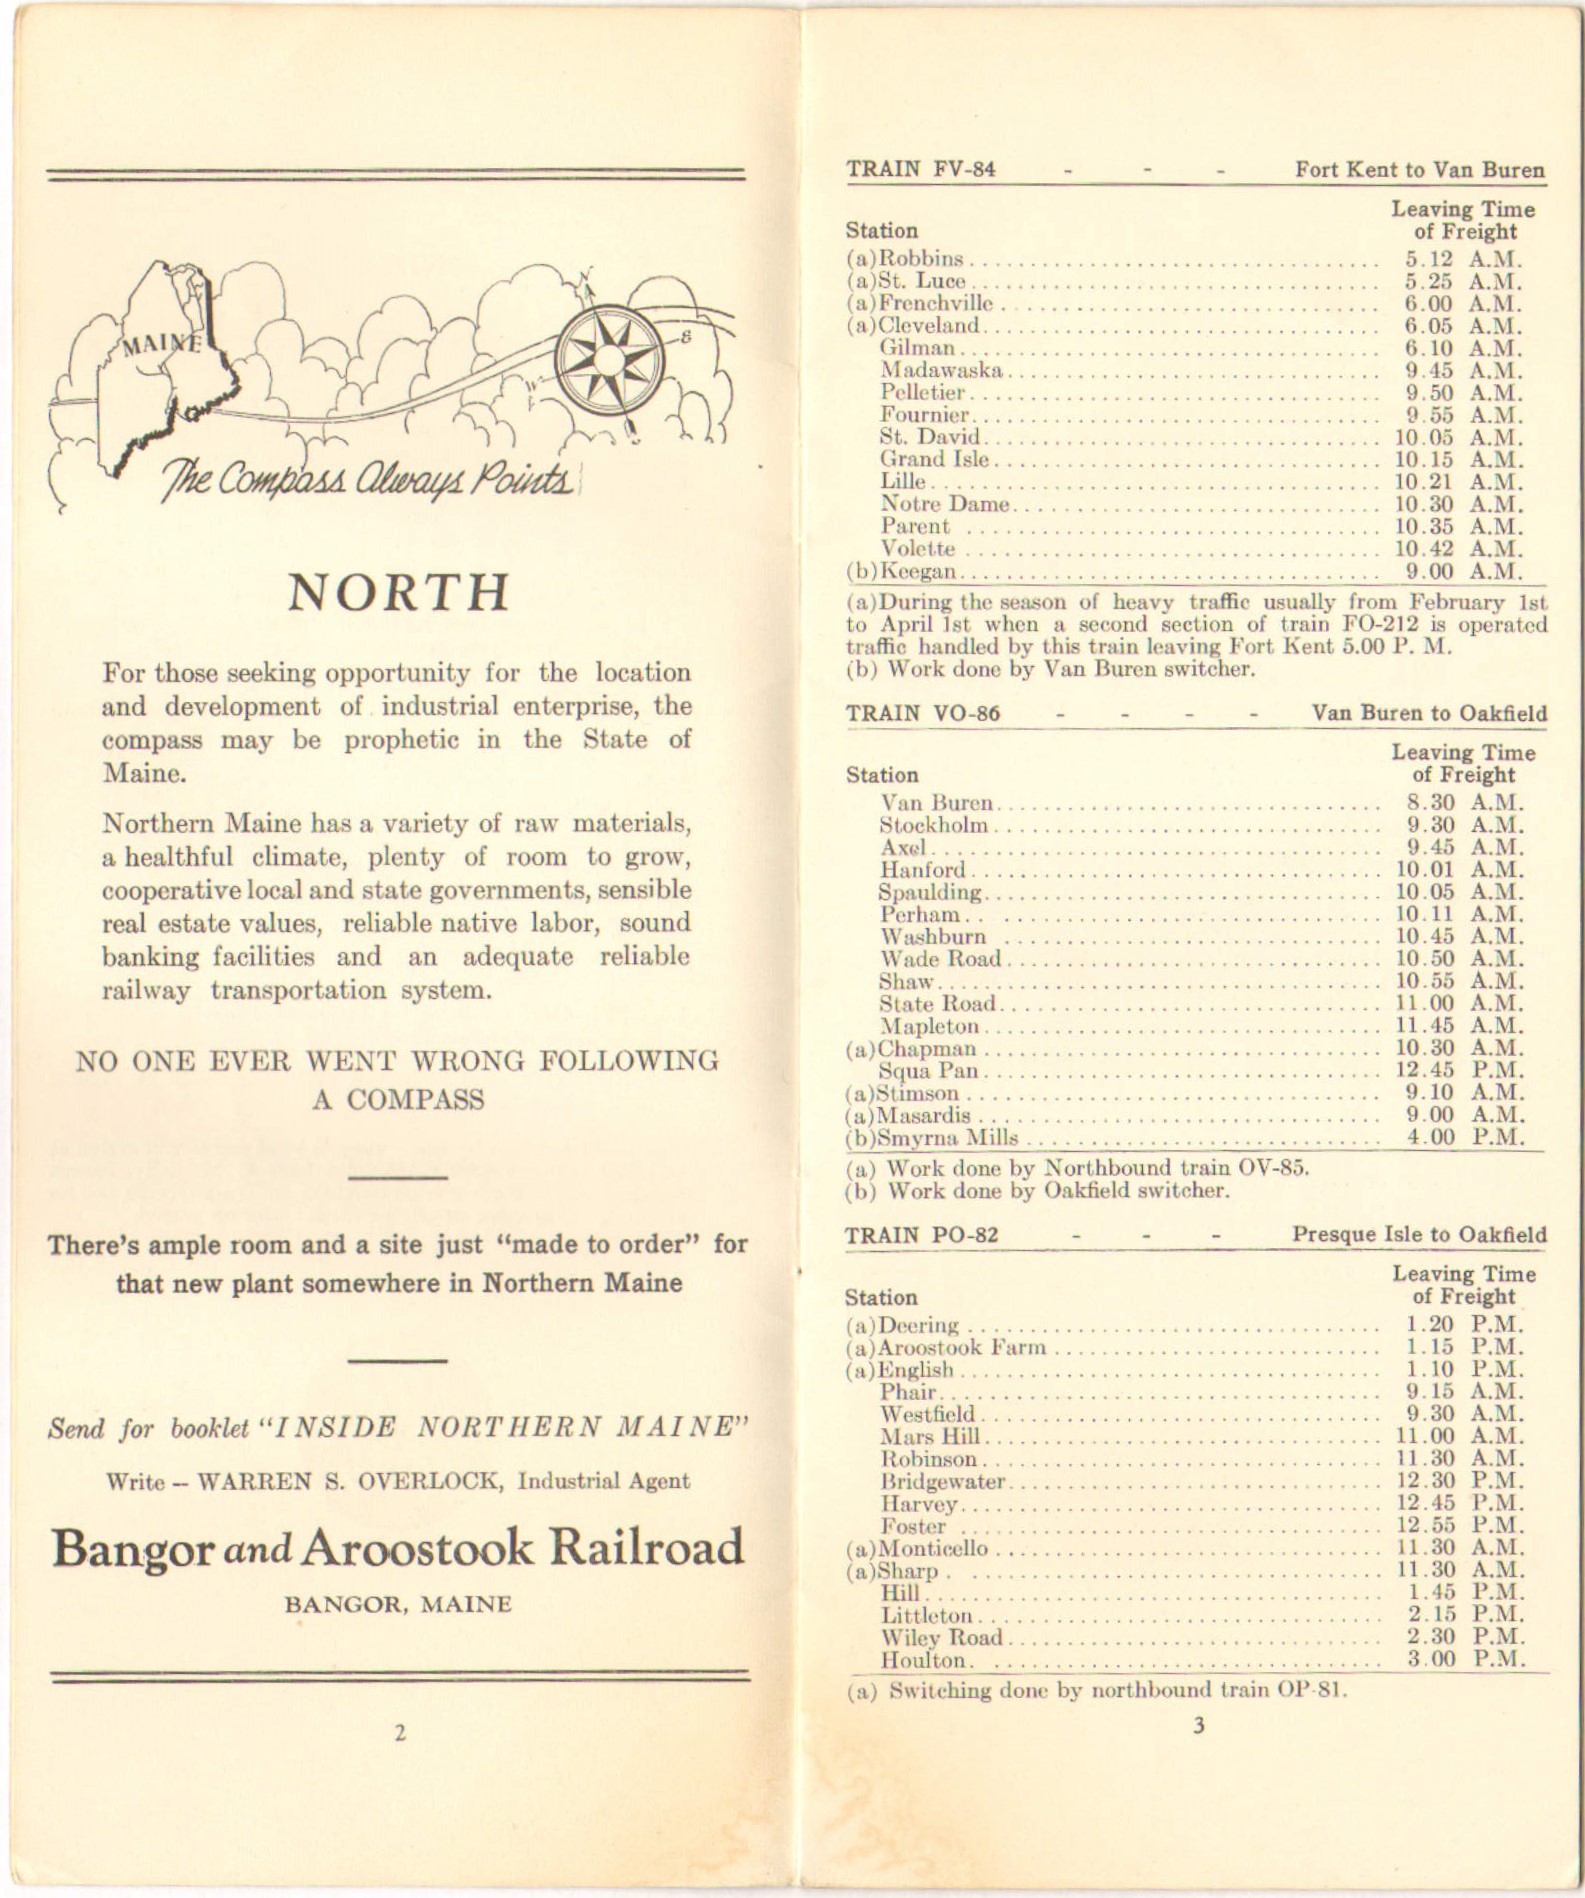 MAINE
N
S
W
The Compass Always Points
NORTH
For those seeking opportunity for the location
and development of industrial enterprise, the
compass may be prophetic in the State of
Maine.
Northern Maine has a variety of raw materials,
a healthful climate, plenty of room to grow,
cooperative local and state governments, sensible
real estate values, reliable native labor, sound
banking facilities and an adequate reliable
railway transportation system.
NO ONE EVER WENT WRONG FOLLOWING
A COMPASS
There's ample room and a site just "made to order" for
that new plant somewhere in Northern Maine
Send for booklet "INSIDE NORTHERN MAINE"
Write -- WARREN S. OVERLOCK, Industrial Agent
Bangor and Aroostook Railroad
BANGOR, MAINE
2
TRAIN FV-84 - - - Fort Kent to Van Buren
Leaving Time
Station of Freight
(a)Robbins 5.12 A.M.
(a)St. Luce 5.25 A.M.
(a)Frenchville 6.00 A.M.
(a)Cleveland 6.05 A.M.
Gilman 6.10 A.M.
Madawaska 9.45 A.M.
Pelletier 9.50 A.M.
Fournier 9.55 A.M.
St. David 10.05 A.M.
Grand Isle 10.15 A.M.
Lille 10.21 A.M.
Notre Dame 10.30 A.M.
Parent 10.35 A.M.
Volette 10.42 A.M.
(b)Keegan 9.00 A.M.
(a)During the season of heavy traffic usually from February 1st
to April 1st when a second section of train FO-212 is operated
traffic handled by this train leaving Fort Kent 5.00 P. M.
(b) Work done by Van Buren switcher.
TRAIN VO-86 - - - - Van Buren to Oakfield
Leaving Time
Station of Freight
Van Buren 8.30 A.M.
Stockholm 9.30 A.M.
Axel 9.45 A.M.
Hanford 10.01 A.M.
Spaulding 10.05 A.M.
Perham 10.11 A.M.
Washburn 10.45 A.M.
Wade Road 10.50 A.M.
Shaw 10.55 A.M.
State Road 11.00 A.M.
Mapleton 11.45 A.M.
(a)Chapman 10.30 A.M.
Squa Pan 12.45 P.M.
(a)Stimson 9.10 A.M.
(a)Masardis 9.00 A.M.
(b)Smyrna Mills 4.00 P.M.
(a) Work done by Northbound train OV-85.
(b) Work done by Oakfield switcher.
TRAIN PO-82 - - - Presque Isle to Oakfield
Leaving Time
Station of Freight
(a)Deering 1.20 P.M.
(a)Aroostook Farm 1.15 P.M.
(a)English 1.10 P.M.
Phair 9.15 A.M.
Westfield 9.30 A.M.
Mars Hill 11.00 A.M.
Robinson 11.30 A.M.
Bridgewater 12.30 P.M.
Harvey 12.45 P.M.
Foster 12.55 P.M.
(a)Monticello 11.30 A.M.
(a)Sharp 11.30 A.M.
Hill 1.45 P.M.
Littleton 2.15 P.M.
Wiley Road 2.30 P.M.
Houlton 3.00 P.M.
(a) Switching done by northbound train OP-81.
3